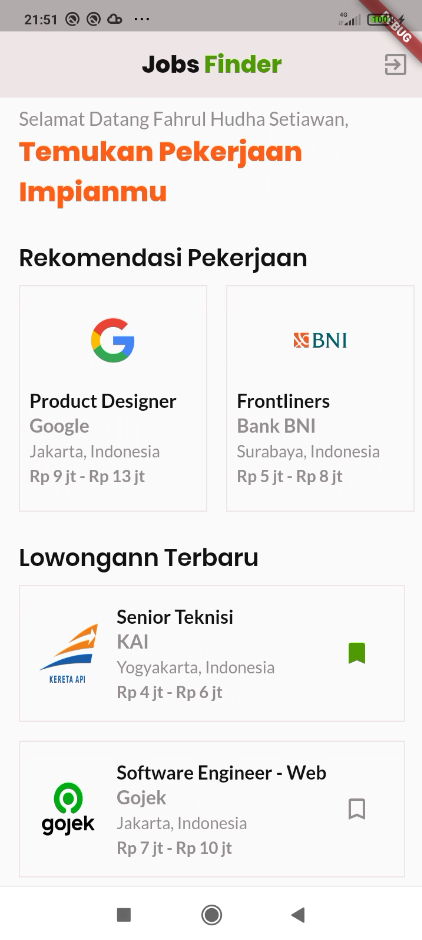 21:51
4G
100
DEBUG
Jobs Finder
Selamat Datang Fahrul Hudha Setiawan,
Temukan Pekerjaan
Impianmu
Rekomendasi Pekerjaan
BNI
Product Designer
Google
Jakarta, Indonesia
Rp 9 jt - Rp 13 jt
Frontliners
Bank BNI
Surabaya, Indonesia
Rp 5 jt - Rp 8 jt
Lowongann Terbaru
KERETA API
Senior Teknisi
KAI
Yogyakarta, Indonesia
Rp 4 jt - Rp 6 jt
gojek
Software Engineer - Web
Gojek
Jakarta, Indonesia
Rp 7 jt - Rp 10 jt